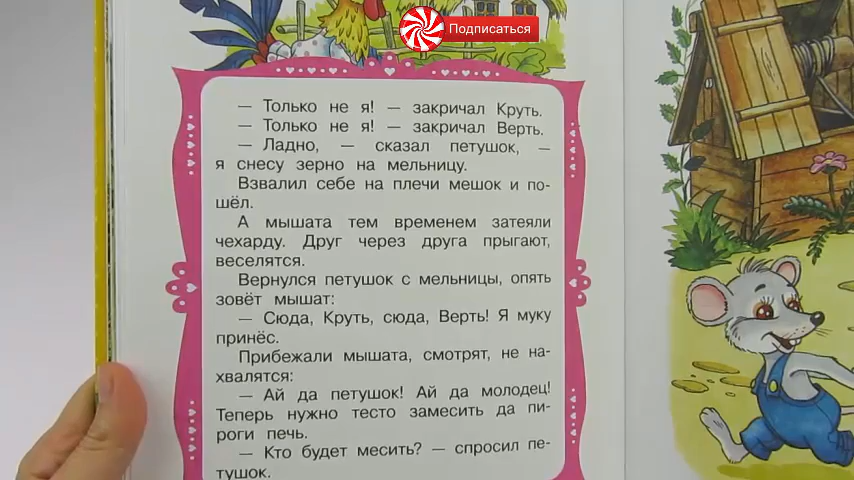 Подписаться
— Только не я! — закричал Круть.
— Только не я! — закричал Верть.
— Ладно, — сказал петушок, —
я снесу зерно на мельницу.
Взвалил себе на плечи мешок и по-
шёл.
А мышата тем временем затеяли
чехарду. Друг через друга прыгают,
веселятся.
Вернулся петушок с мельницы, опять
зовёт мышат:
— Сюда, Круть, сюда, Верть! Я муку
принёс.
Прибежали мышата, смотрят, не на-
хвалятся:
— Ай да петушок! Ай да молодец!
Теперь нужно тесто замесить да пи-
роги печь.
— Кто будет месить? — спросил пе-
тушок.